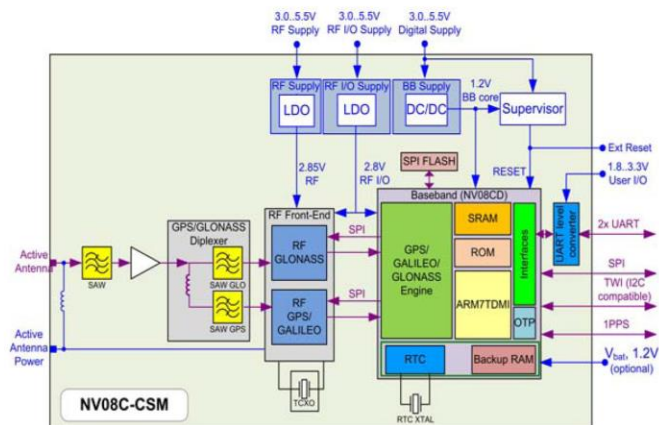 3.0..5.5V
RF Supply
3.0..5.5V
RF I/O Supply
3.0..5.5V
Digital Supply
RF Supply
LDO
RF I/O Supply
LDO
BB Supply
DC/DC
1.2V
BB core
Supervisor
Ext Reset
2.85V
RF
2.8V
RF I/O
SPI FLASH
RESET
1.8..3.3V
User I/O
Baseband (NV08CD)
RF Front-End
GPS/GLONASS
Diplexer
Active
Antenna
SAW
SAW GLO
SAW GPS
RF
GLONASS
RF
GPS/
GALILEO
SPI
SPI
GPS/
GALILEO/
GLONASS
Engine
SRAM
ROM
ARM7TDMI
Interfaces
OTP
UART level
converter
2x UART
SPI
TWI (I2C
compatible)
1PPS
Active
Antenna
Power
RTC
Backup RAM
Vbat, 1.2V
(optional)
TCXO
RTC XTAL
NV08C-CSM